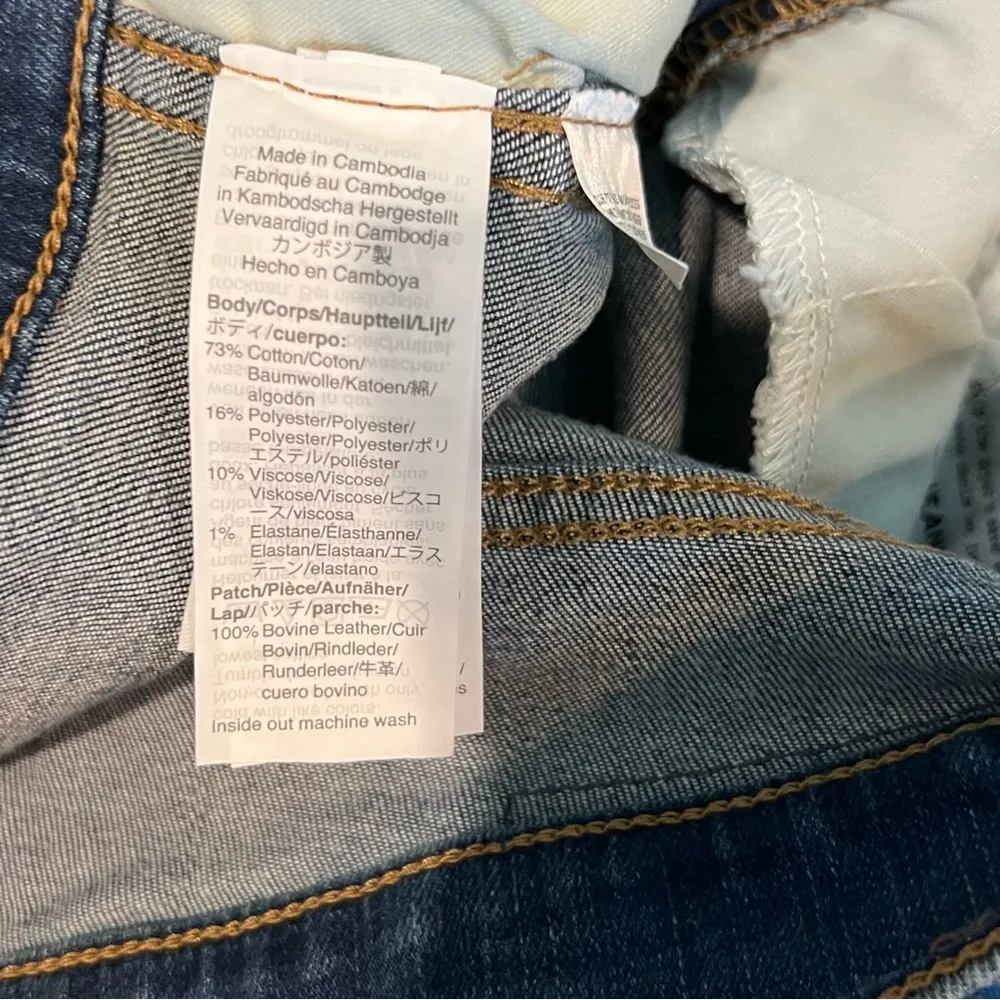 Made in Cambodia
Fabriqué au Cambodge
in Kambodscha Hergestellt
Vervaardigd in Cambodja
カンボジア製
Hecho en Camboya
Body/Corps/Hauptteil/Lijf/
ボディ/cuerpo:
73% Cotton/Coton/
Baumwolle/Katoen/綿/
algodón
16% Polyester/Polyester/
Polyester/Polyester/ポリ
エステル/poliéster
10% Viscose/Viscose/
Viskose/Viscose/ビスコ
ース/viscosa
1% Elastane/Élasthanne/
Elastan/Elastaan/エラス
テーン/elastano
Patch/Pièce/Aufnäher/
Lap/パッチ/parche:
100% Bovine Leather/Cuir
Bovin/Rindleder/
Runderleer/牛革/
cuero bovino
Inside out machine wash